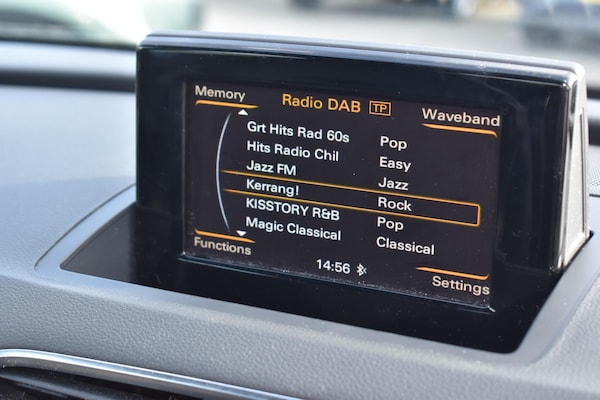 Memory Radio DAB TP Waveband
Grt Hits Rad 60s Pop
Hits Radio Chil Easy
Jazz FM Jazz
Kerrang! Rock
KISSTORY R&B Pop
Magic Classical Classical
Functions 14:56 Settings